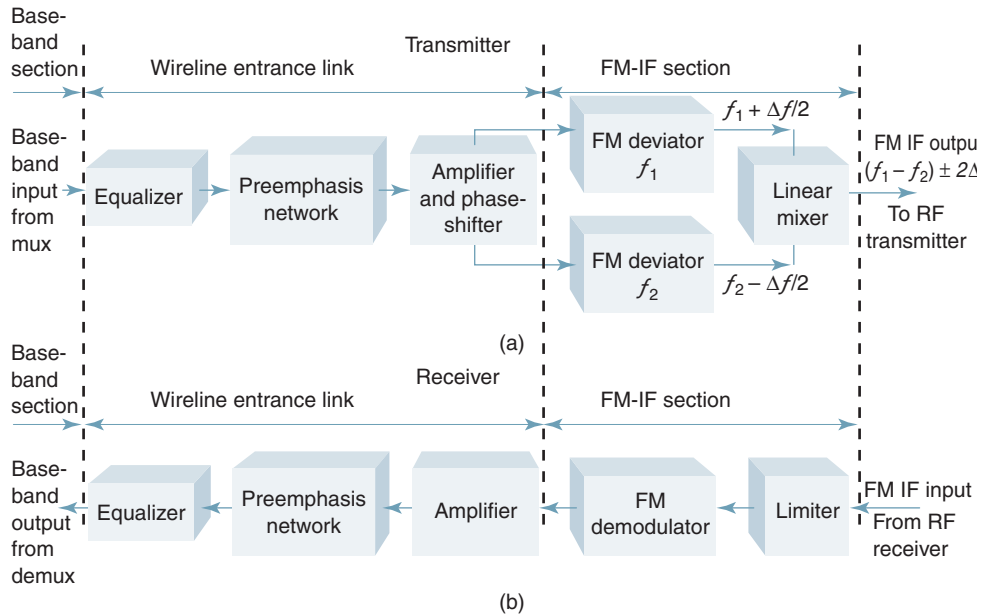 Base-
band
section
Transmitter
Wireline entrance link
FM-IF section
Base-
band
input
from
mux
Equalizer
Preemphasis
network
Amplifier
and phase-
shifter
FM deviator
f1
f1 + Δf/2
FM deviator
f2
f2 − Δf/2
Linear
mixer
FM IF outpu
(f1 − f2) ± 2Δ
To RF
transmitter
(a)
Base-
band
section
Receiver
Wireline entrance link
FM-IF section
Base-
band
output
from
demux
Equalizer
Preemphasis
network
Amplifier
FM
demodulator
Limiter
FM IF input
From RF
receiver
(b)